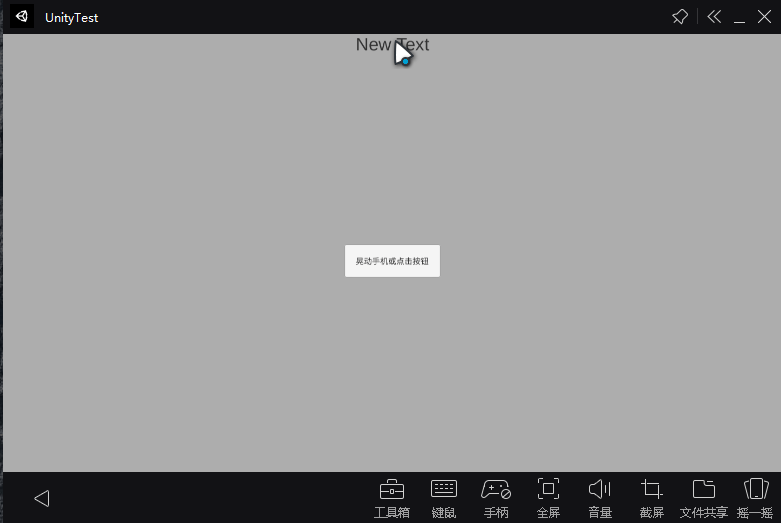 UnityTest
New Text
晃动手机或点击按钮
工具箱
键鼠
手柄
全屏
音量
截屏
文件共享
摇一摇